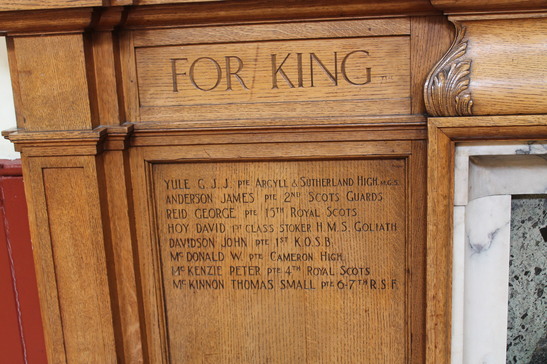 FOR KING
YULE G. J. J. PTE ARGYLL & SUTHERLAND HIGH.
ANDERSON JAMES PTE 2ND SCOTS GUARDS
REID GEORGE PTE 15TH ROYAL SCOTS
HOY DAVID 1ST CLASS STOKER H.M.S. GOLIATH
DAVIDSON JOHN PTE 1ST K.O.S.B.
MCDONALD W. PTE CAMERON HIGH.
MCKENZIE PETER PTE 4TH ROYAL SCOTS
MCKINNON THOMAS SMALL PTE 6-7TH R.S.F.